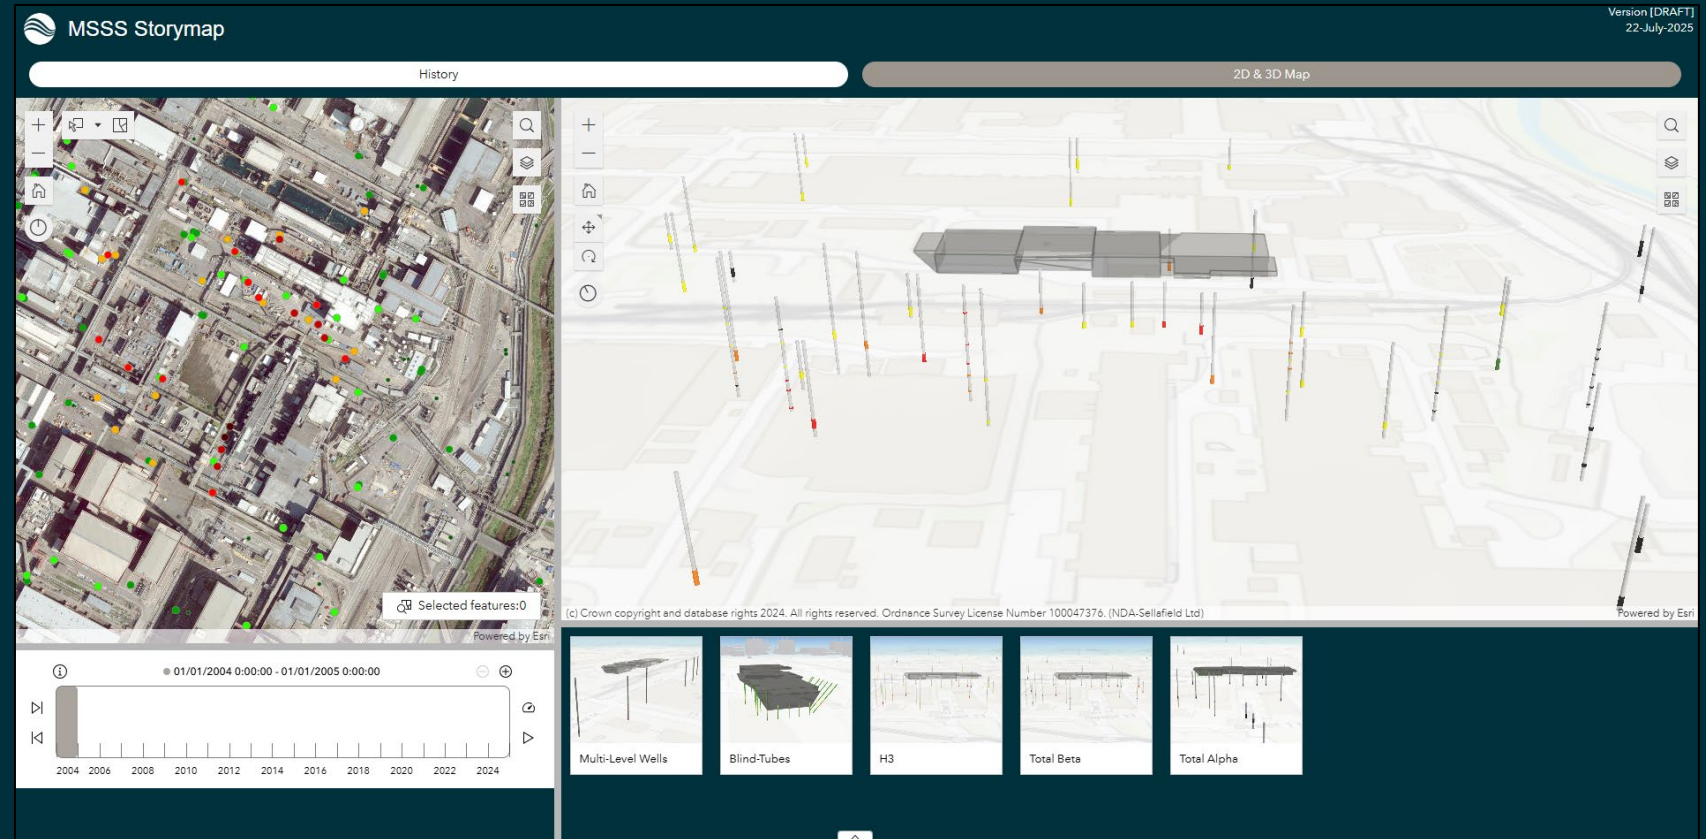 MSSS Storymap
Version [DRAFT]
22-July-2025
History
2D & 3D Map
Selected features:0
Powered by Esri
(c) Crown copyright and database rights 2024. All rights reserved. Ordnance Survey License Number 100047376. (NDA-Sellafield Ltd)
Powered by Esri
01/01/2004 0:00:00 - 01/01/2005 0:00:00
2004 2006 2008 2010 2012 2014 2016 2018 2020 2022 2024
Multi-Level Wells
Blind-Tubes
H3
Total Beta
Total Alpha